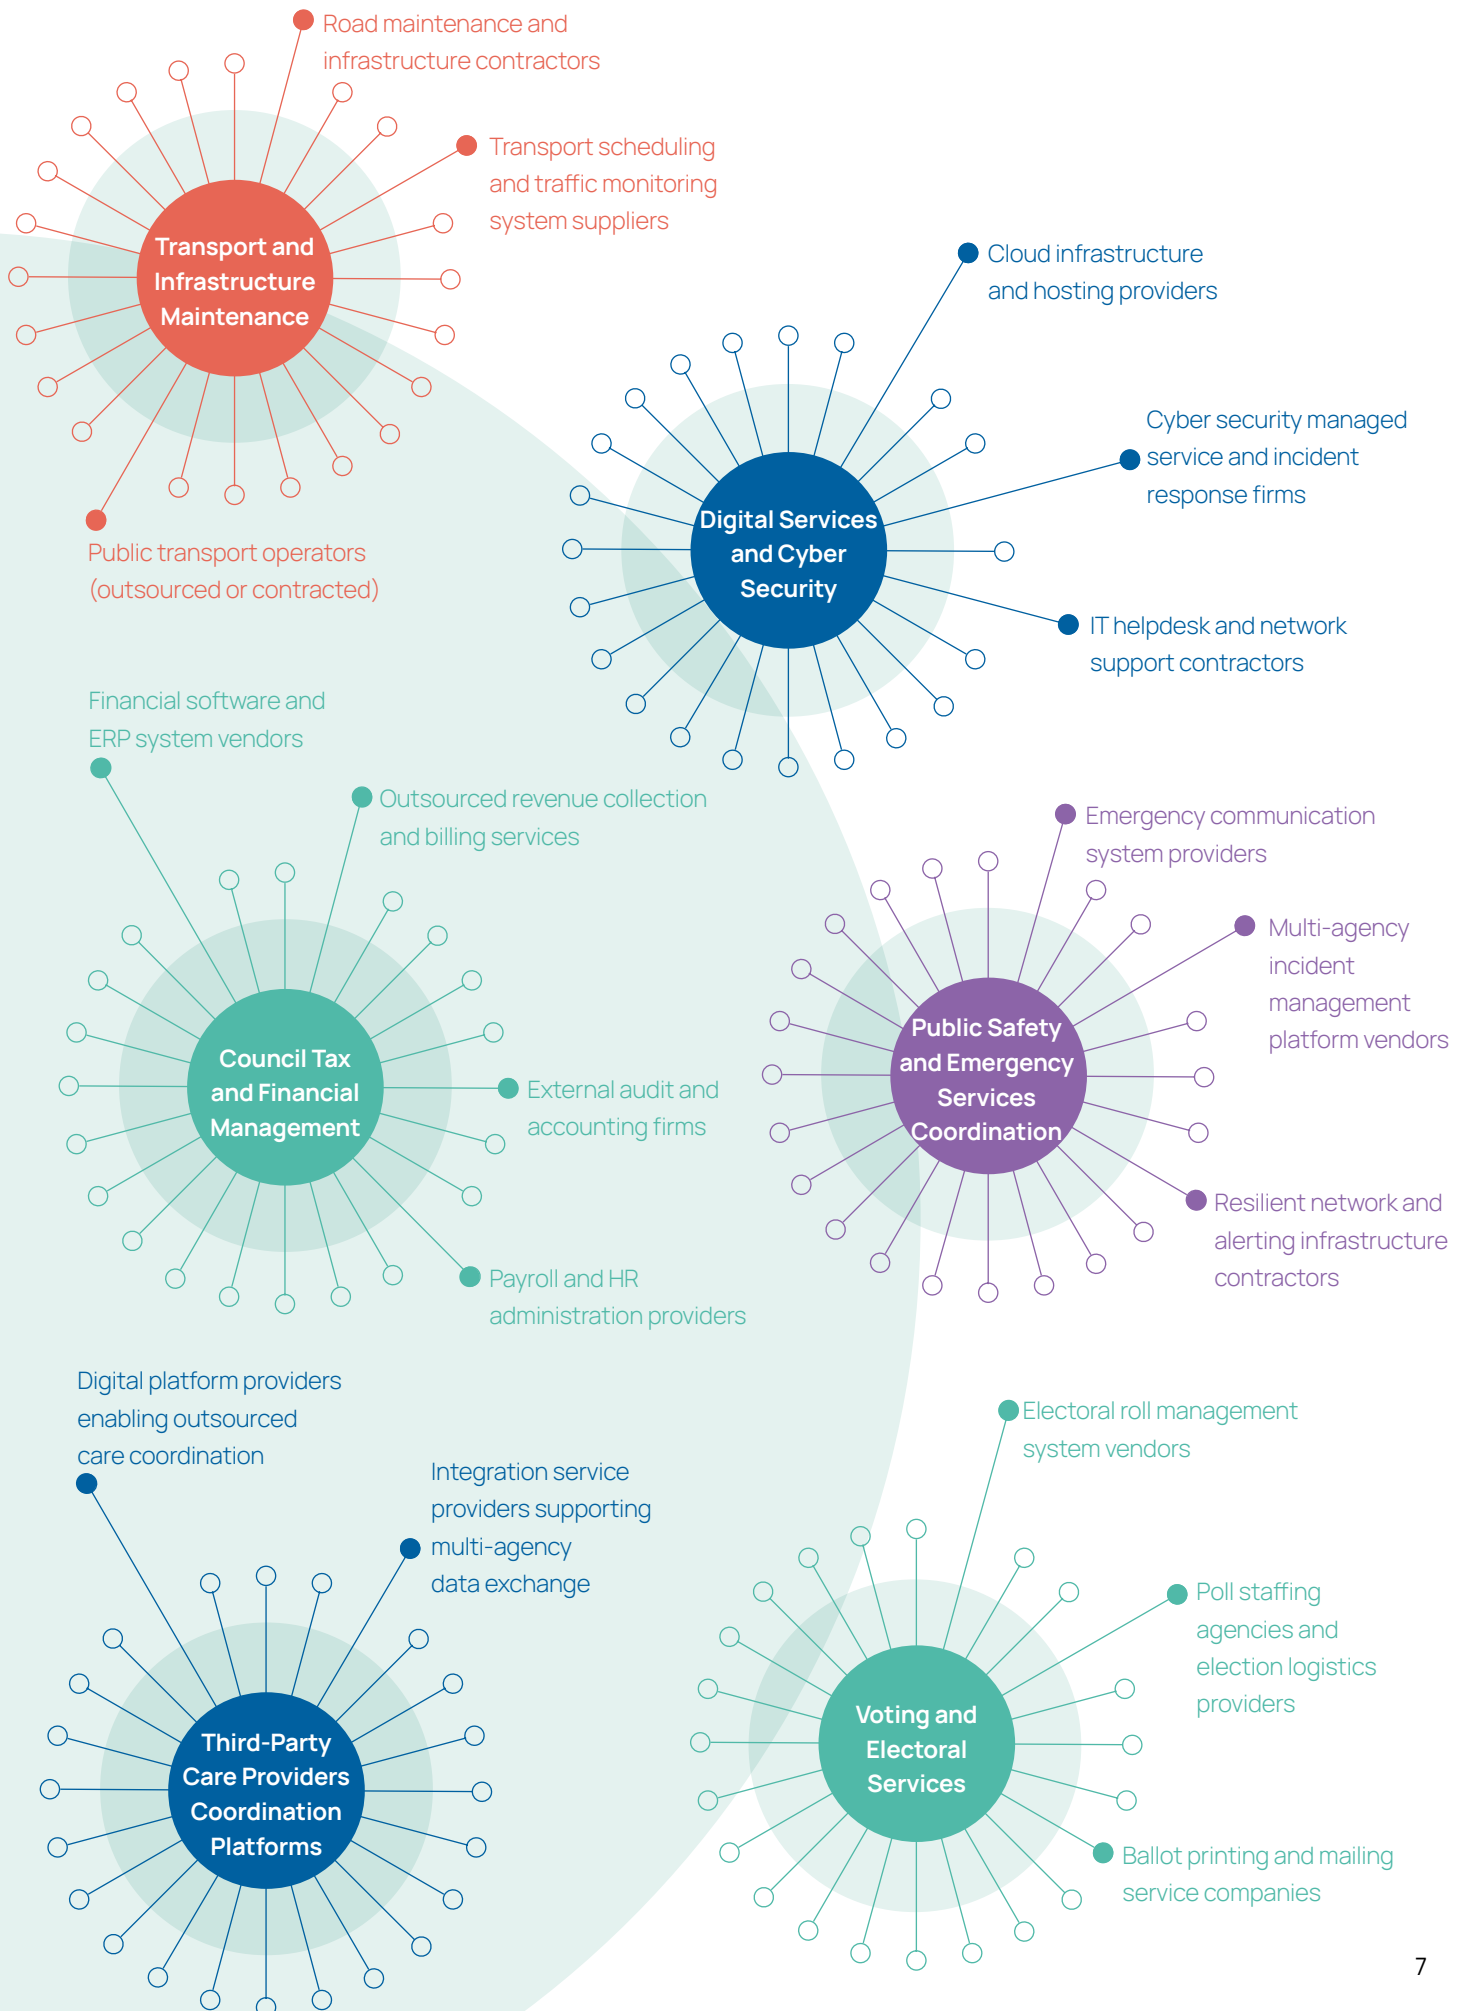 Road maintenance and
infrastructure contractors
Transport scheduling
and traffic monitoring
system suppliers
Transport and
Infrastructure
Maintenance
Public transport operators
(outsourced or contracted)
Cloud infrastructure
and hosting providers
Cyber security managed
service and incident
response firms
Digital Services
and Cyber
Security
IT helpdesk and network
support contractors
Financial software and
ERP system vendors
Outsourced revenue collection
and billing services
Council Tax
and Financial
Management
External audit and
accounting firms
Payroll and HR
administration providers
Emergency communication
system providers
Multi-agency
incident
management
platform vendors
Public Safety
and Emergency
Services
Coordination
Resilient network and
alerting infrastructure
contractors
Digital platform providers
enabling outsourced
care coordination
Integration service
providers supporting
multi-agency
data exchange
Third-Party
Care Providers
Coordination
Platforms
Electoral roll management
system vendors
Poll staffing
agencies and
election logistics
providers
Voting and
Electoral
Services
Ballot printing and mailing
service companies
7